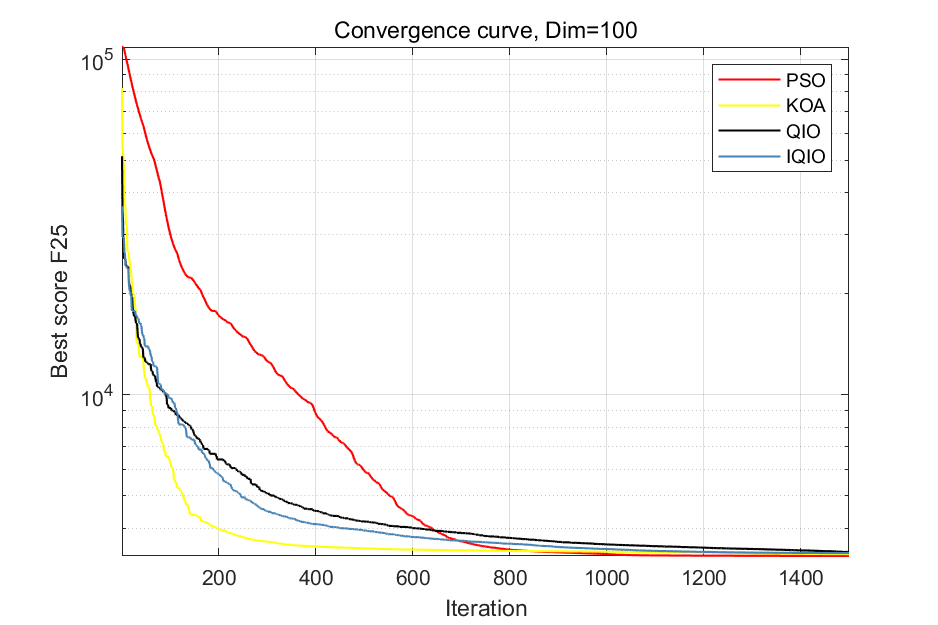 Convergence curve, Dim=100
Best score F25
10^5
10^4
PSO
KOA
QIO
IQIO
200 400 600 800 1000 1200 1400
Iteration